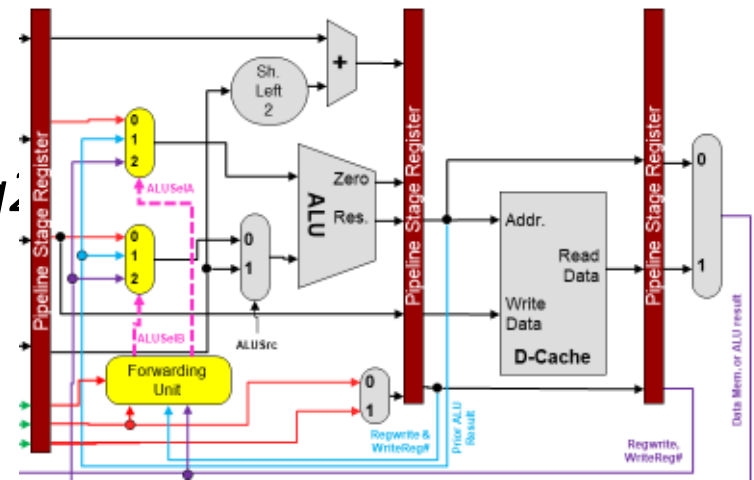 Pipeline Stage Register
Pipeline Stage Register
Pipeline Stage Register
+
Sh.
Left
2
0
1
2
ALUSelA
0
1
2
ALUSelB
0
1
ALUSrc
ALU
Zero
Res.
Addr.
Read
Data
Write
Data
D-Cache
0
1
Forwarding
Unit
0
1
Regwrite &
WriteReg#
Prior ALU
Result
Regwrite,
WriteReg#
Data Mem. or ALU result